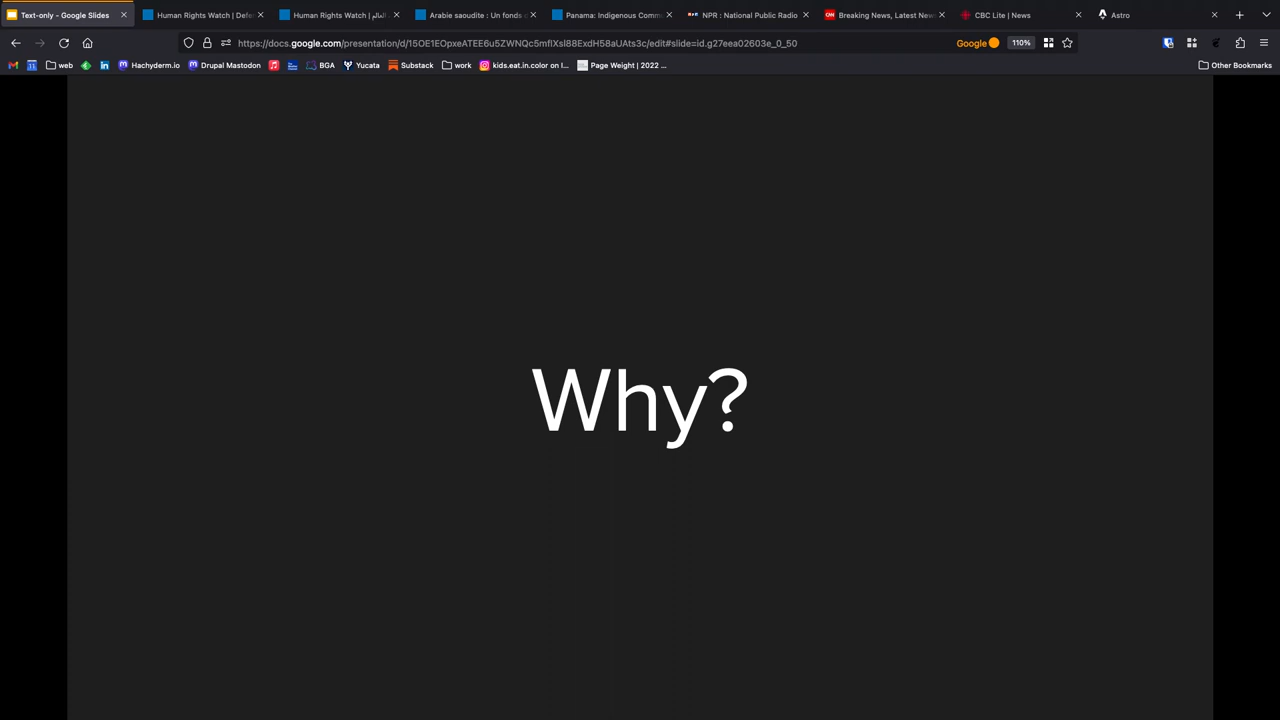 Text-only - Google Slides
Human Rights Watch | Defe
Human Rights Watch | العالم
Arabie saoudite : Un fonds
Panama: Indigenous Comm
NPR : National Public Radio
Breaking News, Latest New
CBC Lite | News
Astro
https://docs.google.com/presentation/d/15OE1EOpxeATEE6u5ZWNQc5mflXsl88ExdH58aUAts3c/edit#slide=id.g27eea02603e_0_50
Google
110%
web
Hachyderm.io
Drupal Mastodon
BGA
Yucata
Substack
work
kids.eat.in.color on I...
Page Weight | 2022 ...
Other Bookmarks
Why?